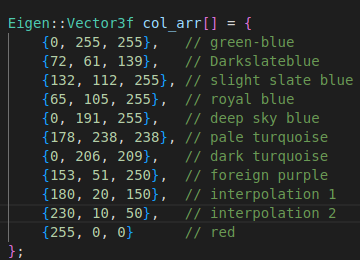 Eigen::Vector3f col_arr[] = {
    {0, 255, 255},   // green-blue
    {72, 61, 139},   // Darkslateblue
    {132, 112, 255}, // slight slate blue
    {65, 105, 255},  // royal blue
    {0, 191, 255},   // deep sky blue
    {178, 238, 238}, // pale turquoise
    {0, 206, 209},   // dark turquoise
    {153, 51, 250},  // foreign purple
    {180, 20, 150},  // interpolation 1
    {230, 10, 50},   // interpolation 2
    {255, 0, 0}      // red
};